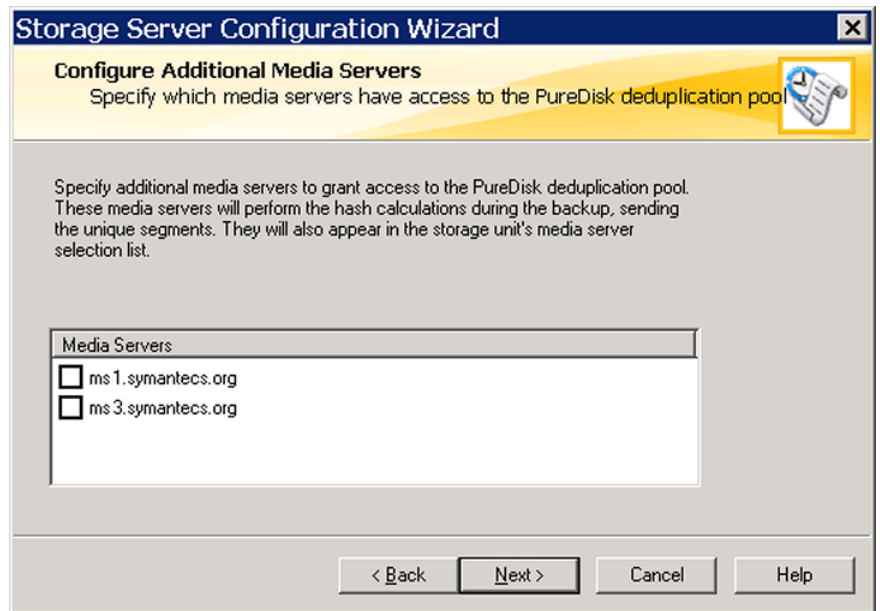 Storage Server Configuration Wizard
Configure Additional Media Servers
Specify which media servers have access to the PureDisk deduplication pool
Specify additional media servers to grant access to the PureDisk deduplication pool.
These media servers will perform the hash calculations during the backup, sending
the unique segments. They will also appear in the storage unit's media server
selection list.
Media Servers
ms1.symantecs.org
ms3.symantecs.org
< Back Next > Cancel Help